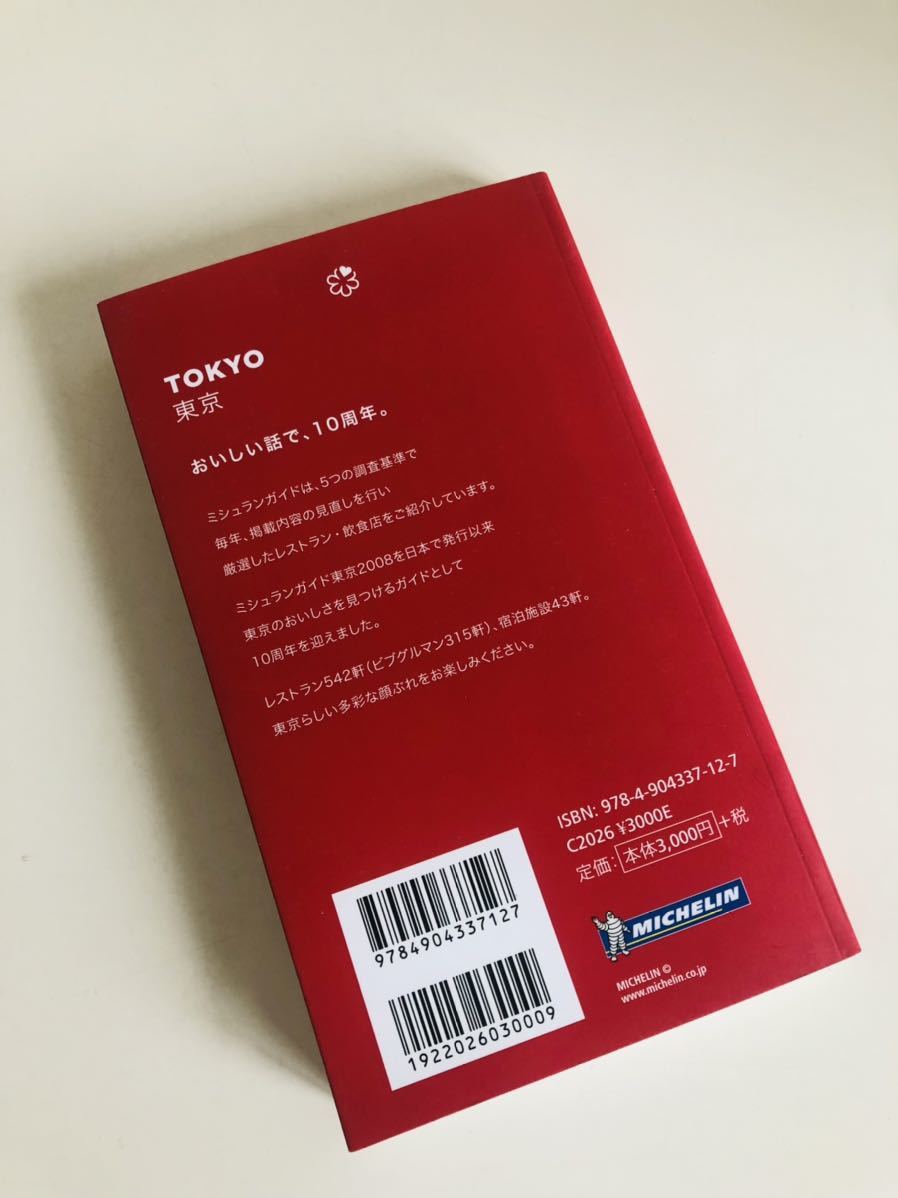 TOKYO
東京
おいしい話で、10周年。
ミシュランガイドは、5つの調査基準で
毎年、掲載内容の見直しを行い
厳選したレストラン・飲食店をご紹介しています。
ミシュランガイド東京2008を日本で発行以来
東京のおいしさを見つけるガイドとして
10周年を迎えました。
レストラン542軒（ビブグルマン315軒）、宿泊施設43軒。
東京らしい多彩な顔ぶれをお楽しみください。
ISBN: 978-4-904337-12-7
C2026 ¥3000E
定価：本体3,000円+税
9784904337127
1922026030009
MICHELIN
MICHELIN ©
www.michelin.co.jp